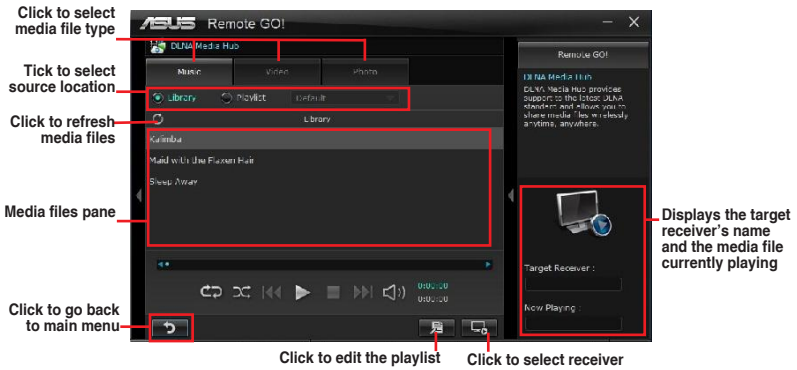 Click to select
media file type
Tick to select
source location
Click to refresh
media files
Media files pane
Click to go back
to main menu
ASUS Remote GO!
DLNA Media Hub
Music Video Photo
Library Playlist Default
Library
Kalimba
Maid with the Flaxen Hair
Sleep Away
0:00:00
0:00:00
Remote GO!
DLNA Media Hub
DLNA Media Hub provides
support to the latest DLNA
standard and allows you to
share media files wirelessly
anytime, anywhere.
Target Receiver :
Now Playing :
Displays the target
receiver's name
and the media file
currently playing
Click to edit the playlist
Click to select receiver